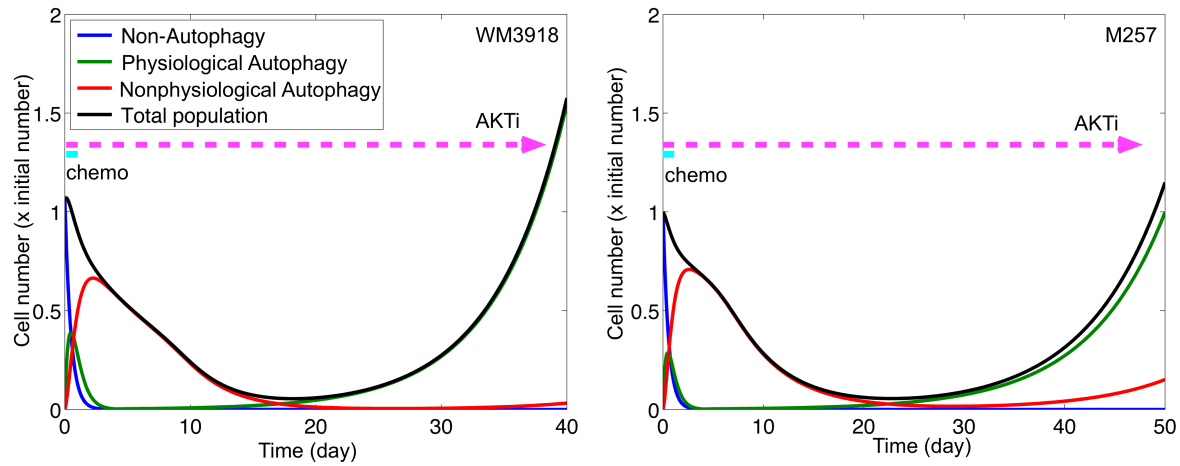 2
WM3918
Non-Autophagy
Physiological Autophagy
Nonphysiological Autophagy
Total population
1.5
AKTi
chemo
1
0.5
0
0
10
20
30
40
Cell number (x initial number)
Time (day)
2
M257
1.5
AKTi
chemo
1
0.5
0
0
10
20
30
40
50
Cell number (x initial number)
Time (day)